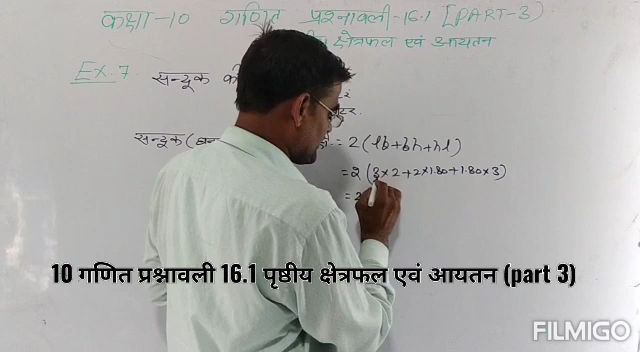 कक्षा-10 गणित प्रश्नावली-16.1 [PART-3)
क्षेत्रफल एवं आयतन
Ex. 7 सन्दूक की
सन्दूक ( = 2 (lb+bh+hl)
= 2 (3×2+2×1.80+1.80×3)
= 2
10 गणित प्रश्नावली 16.1 पृष्ठीय क्षेत्रफल एवं आयतन (part 3)
FILMIGO